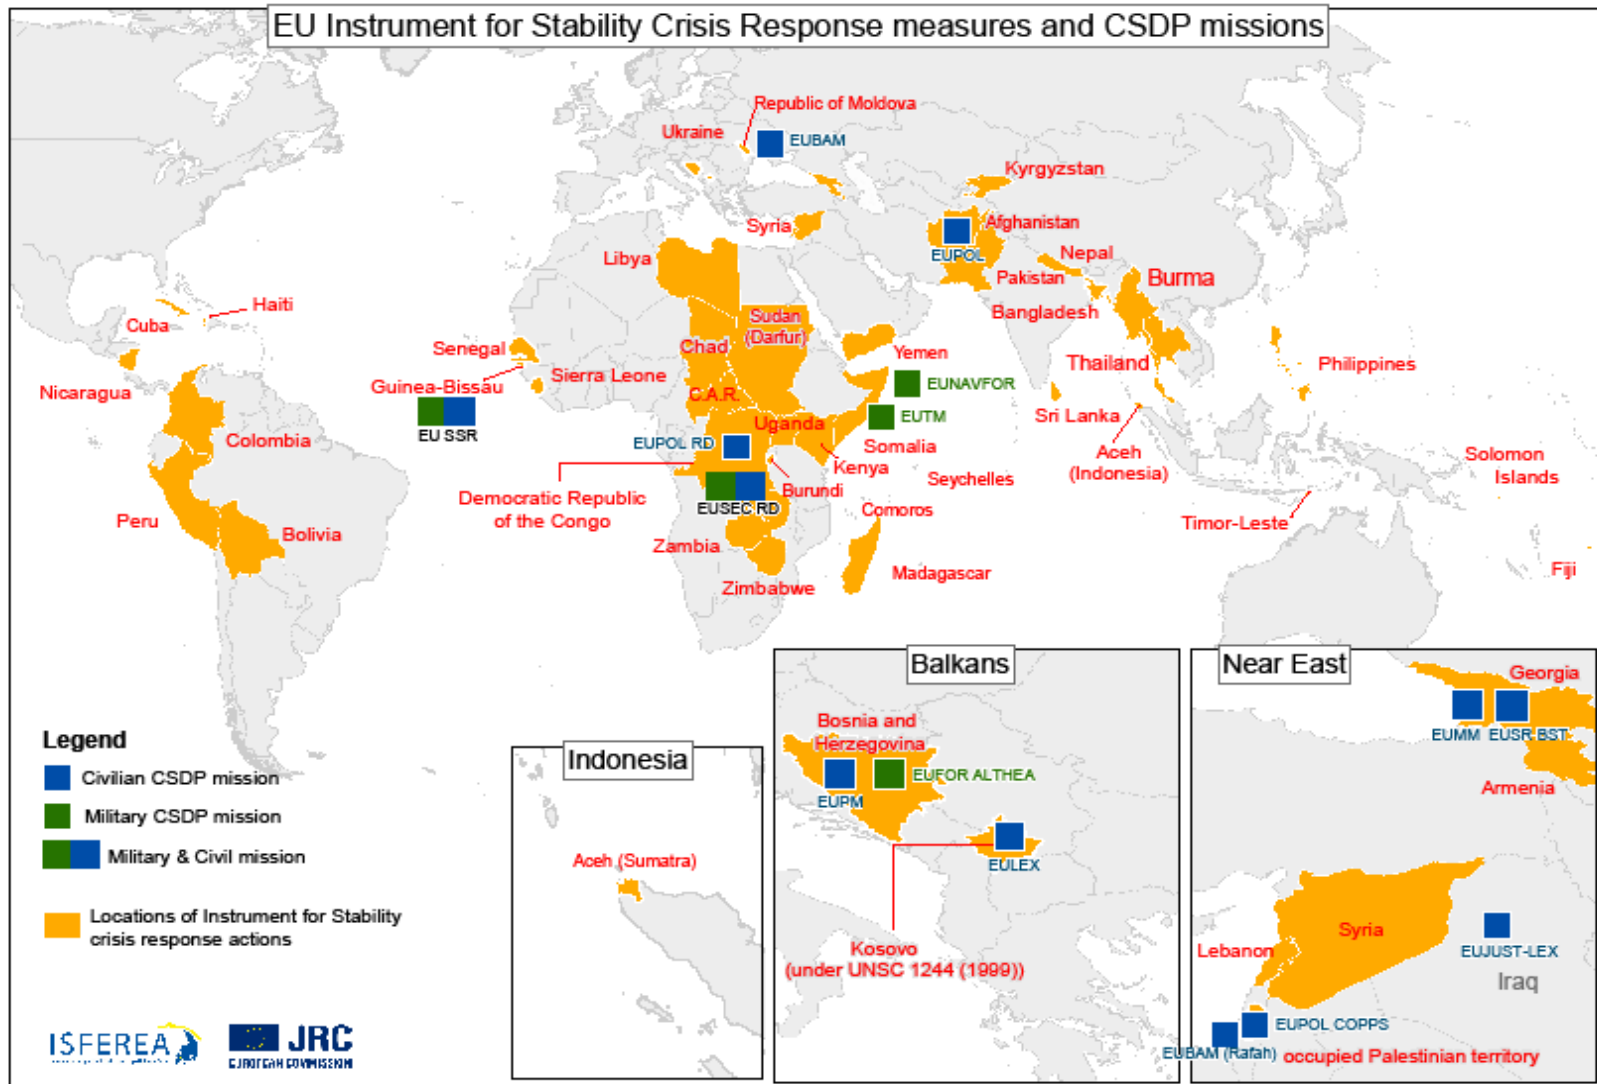 EU Instrument for Stability Crisis Response measures and CSDP missions
Republic of Moldova
Ukraine
EUBAM
Kyrgyzstan
Syria
Afghanistan
EUPOL
Libya
Nepal
Pakistan
Burma
Bangladesh
Haiti
Cuba
Sudan
(Darfur)
Senegal
Chad
Yemen
Thailand
Philippines
Nicaragua
Guinea-Bissau
Sierra Leone
EUNAVFOR
C.A.R.
EU SSR
EUTM
Sri Lanka
Colombia
Uganda
EUPOL RD
Somalia
Aceh
(Indonesia)
Solomon
Islands
Kenya
Seychelles
Democratic Republic
of the Congo
Burundi
EUSEC RD
Comoros
Peru
Bolivia
Timor-Leste
Zambia
Madagascar
Fiji
Zimbabwe
Balkans
Bosnia and
Herzegovina
EUFOR ALTHEA
EUPM
EULEX
Kosovo
(under UNSC 1244 (1999))
Near East
Georgia
EUMM
EUSR BST
Armenia
Syria
Lebanon
EUJUST-LEX
Iraq
EUPOL COPPS
EUBAM (Rafah)
occupied Palestinian territory
Indonesia
Aceh (Sumatra)
Legend
Civilian CSDP mission
Military CSDP mission
Military & Civil mission
Locations of Instrument for Stability
crisis response actions
ISFEREA
JRC
EUROPEAN COMMISSION